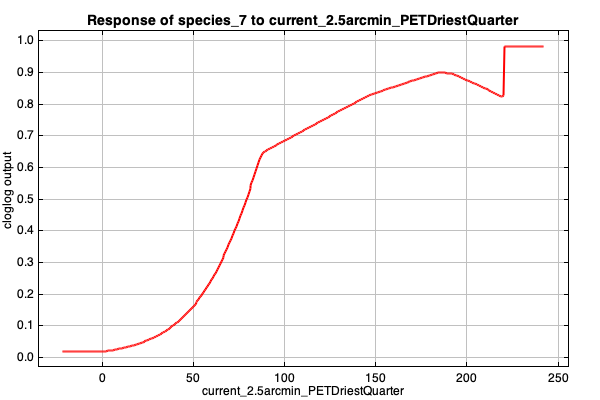 Response of species_7 to current_2.5arcmin_PETDriestQuarter
1.0
0.9
0.8
0.7
0.6
0.5
0.4
0.3
0.2
0.1
0.0
cloglog output
0 50 100 150 200 250
current_2.5arcmin_PETDriestQuarter